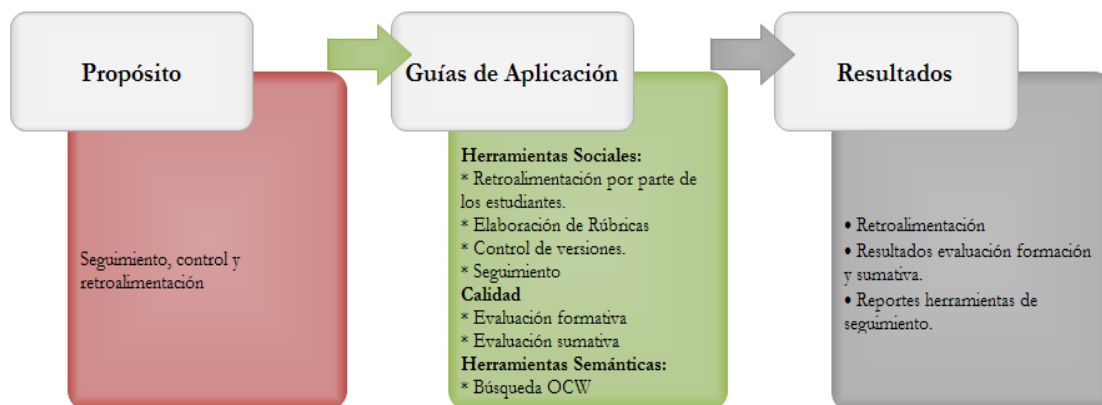 Propósito
Seguimiento, control y
retroalimentación
Guías de Aplicación
Herramientas Sociales:
* Retroalimentación por parte de
los estudiantes.
* Elaboración de Rúbricas
* Control de versiones.
* Seguimiento
Calidad
* Evaluación formativa
* Evaluación sumativa
Herramientas Semánticas:
* Búsqueda OCW
Resultados
• Retroalimentación
• Resultados evaluación formación
y sumativa.
• Reportes herramientas de
seguimiento.